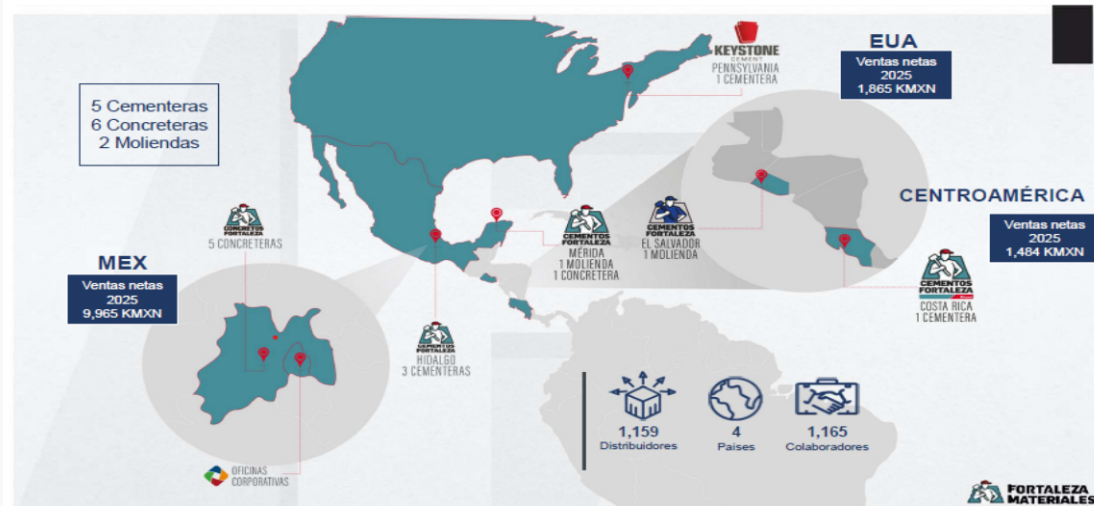 5 Cementeras
6 Concreteras
2 Moliendas
KEYSTONE
CEMENT
PENNSYLVANIA
1 CEMENTERA
EUA
Ventas netas
2025
1,865 KMXN
CONCRETOS
FORTALEZA
5 CONCRETERAS
MEX
Ventas netas
2025
9,965 KMXN
CEMENTOS
FORTALEZA
HIDALGO
3 CEMENTERAS
CEMENTOS
FORTALEZA
MÉRIDA
1 MOLIENDA
1 CONCRETERA
CEMENTOS
FORTALEZA
EL SALVADOR
1 MOLIENDA
CENTROAMÉRICA
Ventas netas
2025
1,484 KMXN
CEMENTOS
FORTALEZA
COSTA RICA
1 CEMENTERA
OFICINAS
CORPORATIVAS
1,159
Distribuidores
4
Países
1,165
Colaboradores
FORTALEZA
MATERIALES